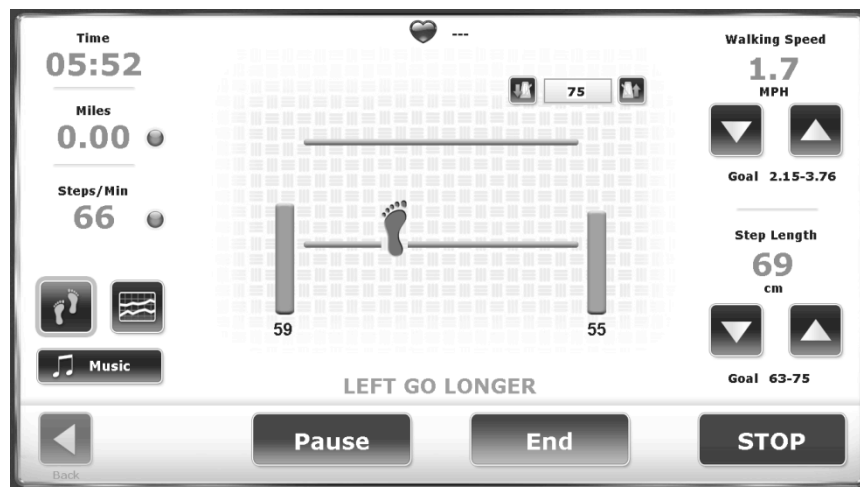 Time
05:52
Miles
0.00
Steps/Min
66
Music
---
75
59
55
LEFT GO LONGER
Walking Speed
1.7
MPH
Goal 2.15-3.76
Step Length
69
cm
Goal 63-75
Back
Pause
End
STOP